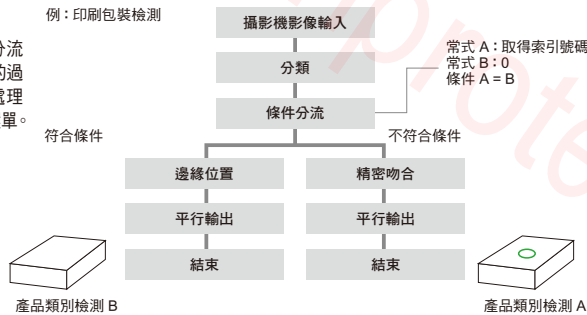 例：印刷包裝檢測
攝影機影像輸入
分流
的過
處理
單。
分類
常式 A：取得索引號碼
常式 B：0
條件 A = B
條件分流
符合條件
不符合條件
邊緣位置
精密吻合
平行輸出
平行輸出
結束
結束
產品類別檢測 B
產品類別檢測 A